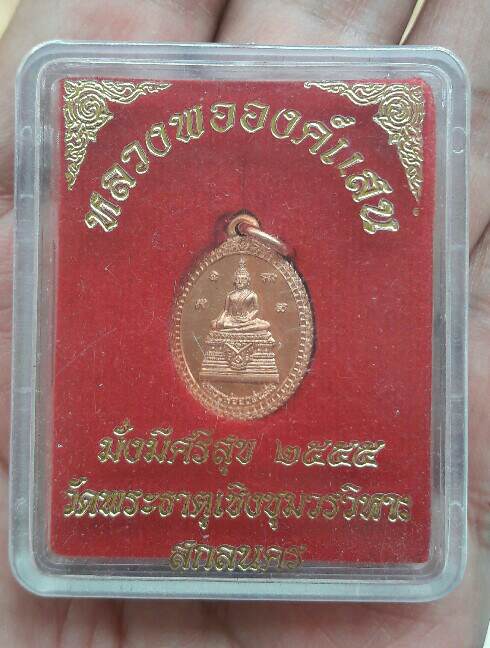 หลวงพ่อองค์แสน
มั่งมีศรีสุข ๒๕๕๕
วัดพระธาตุเชิงชุมวรวิหาร
สกลนคร